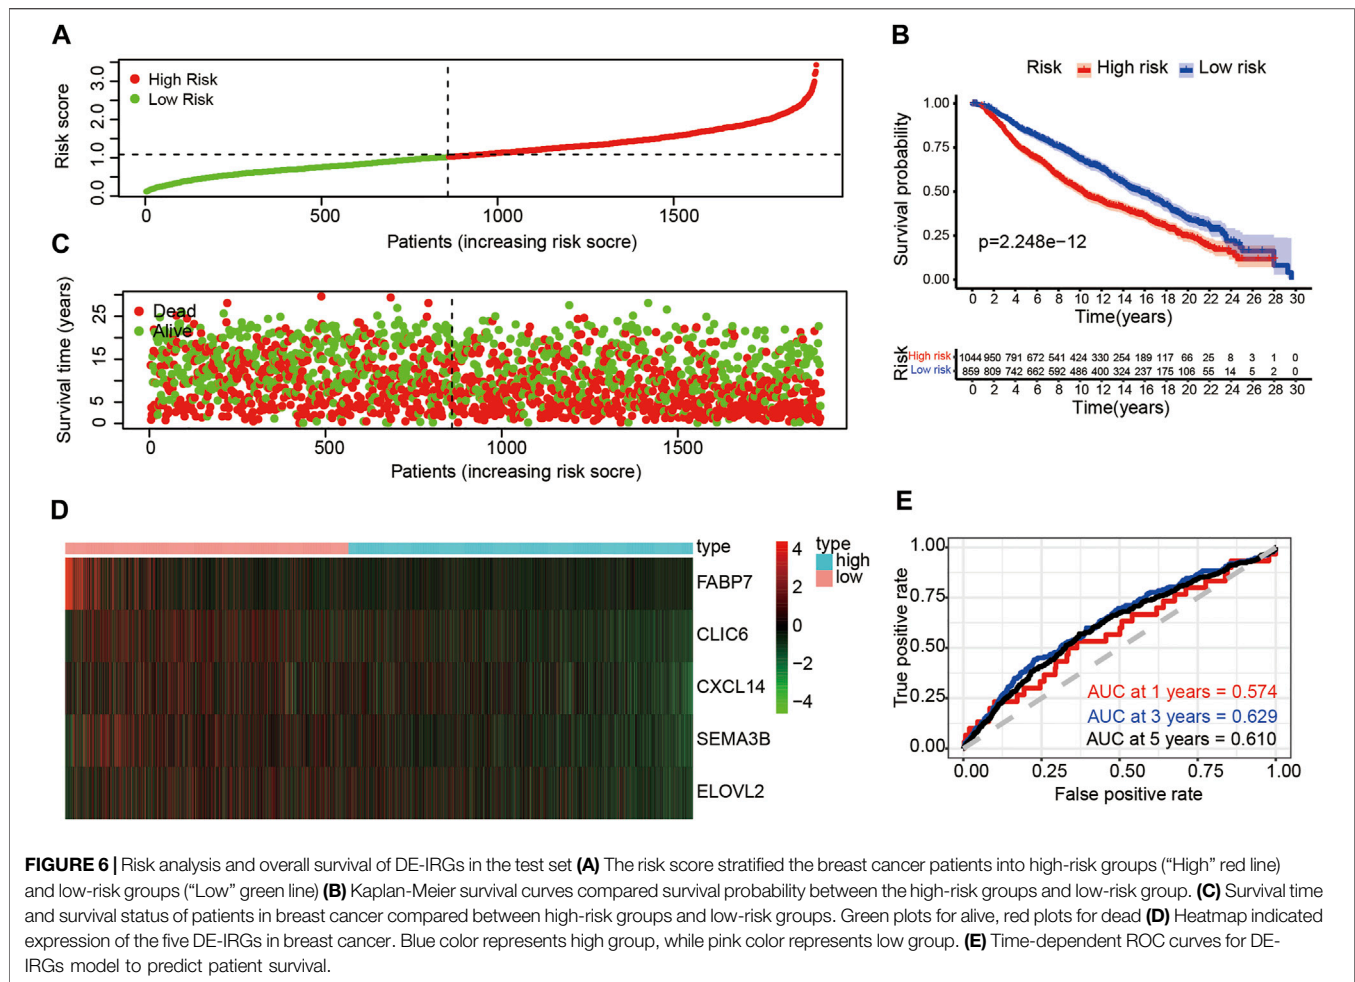 A
3.0
2.0
1.0
0.0
Risk score
High Risk
Low Risk
0
500
1000
1500
Patients (increasing risk socre)
B
Risk
High risk
Low risk
1.00
0.75
0.50
0.25
0.00
Survival probability
p=2.248e−12
0 2 4 6 8 10 12 14 16 18 20 22 24 26 28 30
Time(years)
Risk
High risk 1044 950 791 672 541 424 330 254 189 117 66 25 8 3 1 0
Low risk 859 809 742 662 592 486 400 324 237 175 106 55 14 5 2 0
0 2 4 6 8 10 12 14 16 18 20 22 24 26 28 30
Time(years)
C
25
15
5
0
Survival time (years)
Dead
Alive
0
500
1000
1500
Patients (increasing risk socre)
D
type
FABP7
CLIC6
CXCL14
SEMA3B
ELOVL2
4
2
0
−2
−4
type
high
low
E
1.00
0.75
0.50
0.25
0.00
True positive rate
AUC at 1 years = 0.574
AUC at 3 years = 0.629
AUC at 5 years = 0.610
0.00 0.25 0.50 0.75 1.00
False positive rate
FIGURE 6 | Risk analysis and overall survival of DE-IRGs in the test set (A) The risk score stratified the breast cancer patients into high-risk groups (“High” red line)
and low-risk groups (“Low” green line) (B) Kaplan-Meier survival curves compared survival probability between the high-risk groups and low-risk group. (C) Survival time
and survival status of patients in breast cancer compared between high-risk groups and low-risk groups. Green plots for alive, red plots for dead (D) Heatmap indicated
expression of the five DE-IRGs in breast cancer. Blue color represents high group, while pink color represents low group. (E) Time-dependent ROC curves for DE-
IRGs model to predict patient survival.